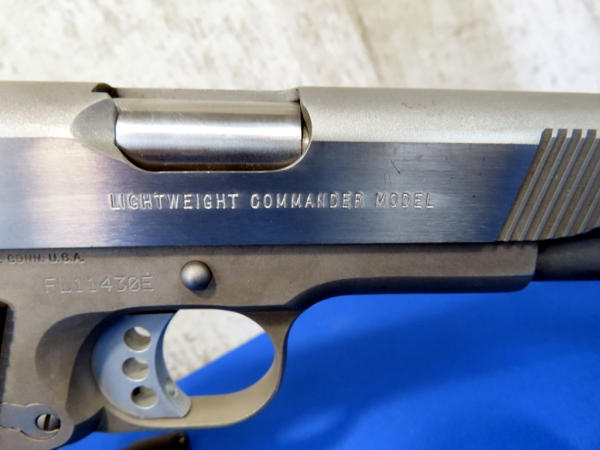 LIGHTWEIGHT COMMANDER MODEL
CONN. U.S.A.
FL11430E